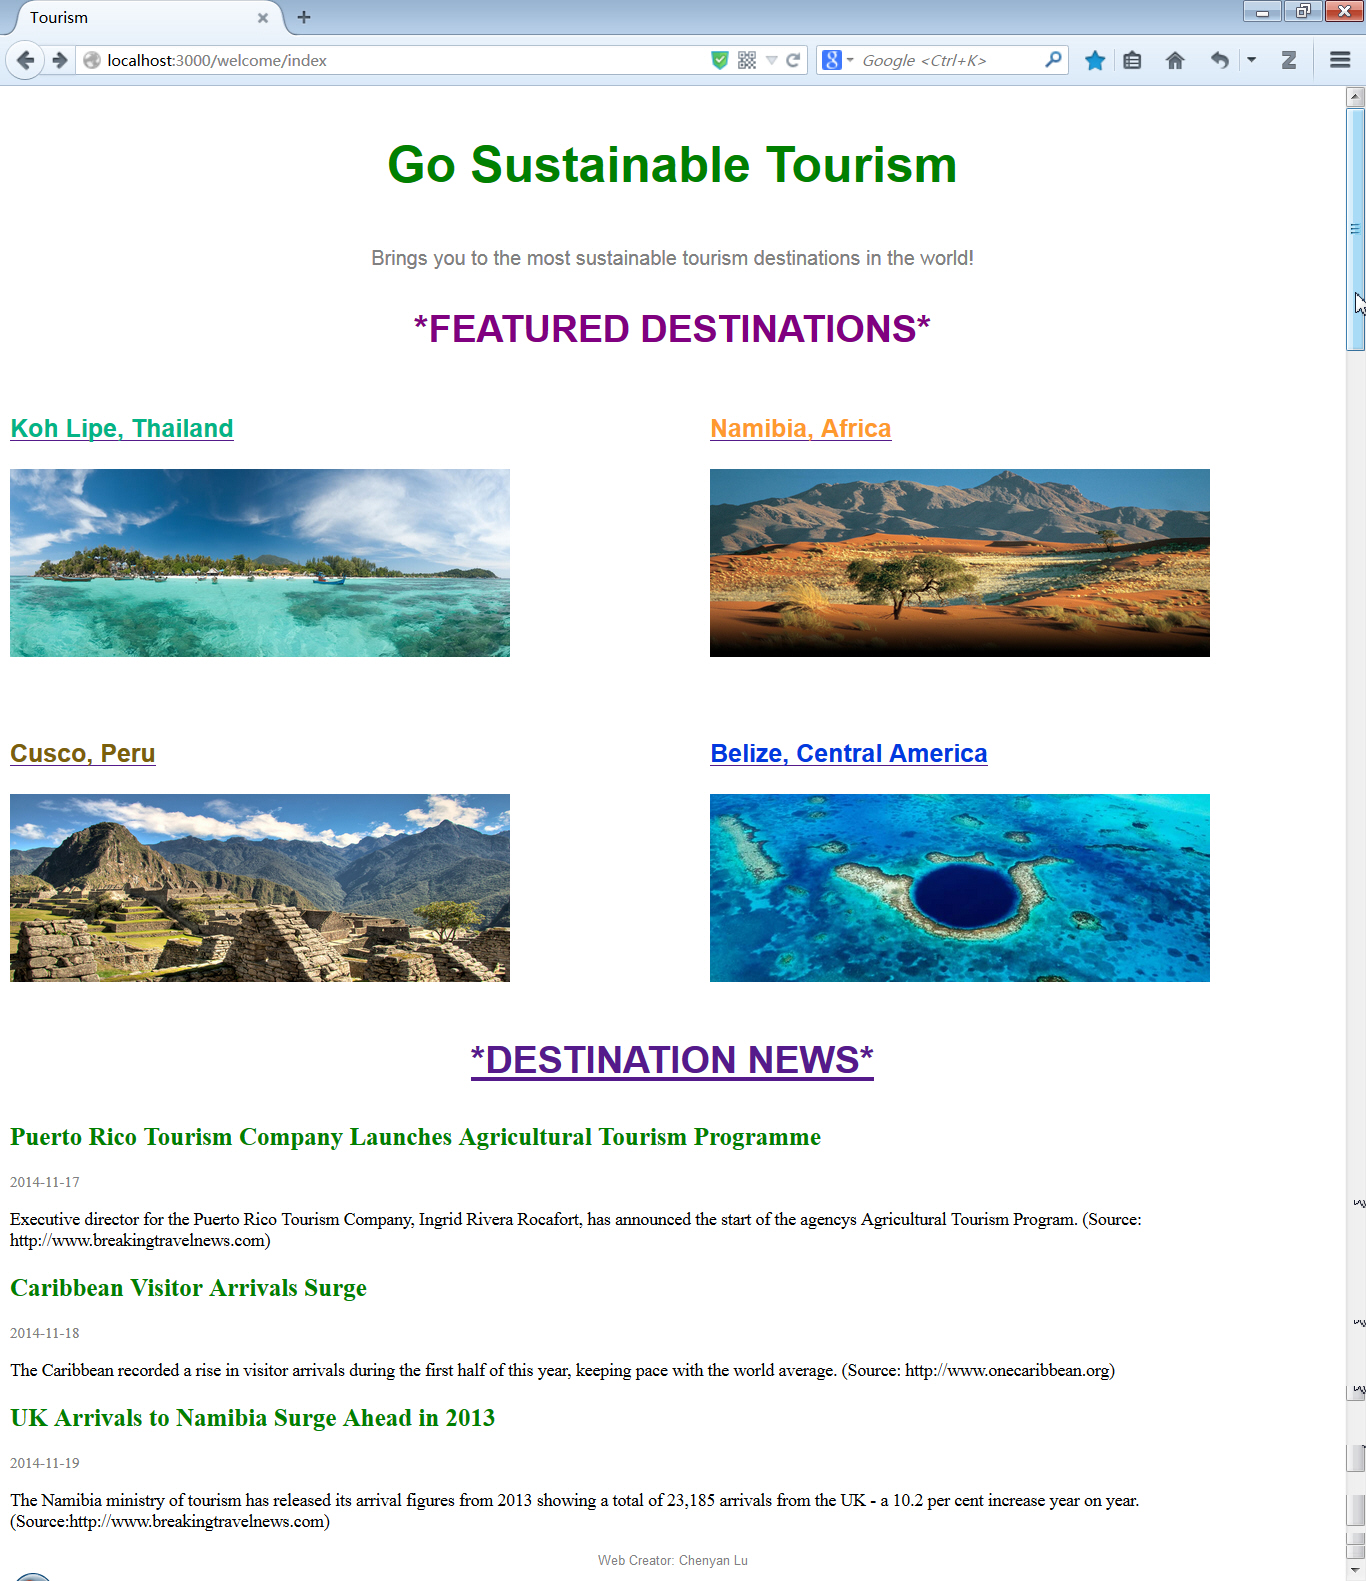 Tourism
localhost:3000/welcome/index
Google <Ctrl+K>
Go Sustainable Tourism
Brings you to the most sustainable tourism destinations in the world!
*FEATURED DESTINATIONS*
Koh Lipe, Thailand
Namibia, Africa
Cusco, Peru
Belize, Central America
*DESTINATION NEWS*
Puerto Rico Tourism Company Launches Agricultural Tourism Programme
2014-11-17
Executive director for the Puerto Rico Tourism Company, Ingrid Rivera Rocafort, has announced the start of the agencys Agricultural Tourism Program. (Source:
http://www.breakingtravelnews.com)
Caribbean Visitor Arrivals Surge
2014-11-18
The Caribbean recorded a rise in visitor arrivals during the first half of this year, keeping pace with the world average. (Source: http://www.onecaribbean.org)
UK Arrivals to Namibia Surge Ahead in 2013
2014-11-19
The Namibia ministry of tourism has released its arrival figures from 2013 showing a total of 23,185 arrivals from the UK - a 10.2 per cent increase year on year.
(Source:http://www.breakingtravelnews.com)
Web Creator: Chenyan Lu